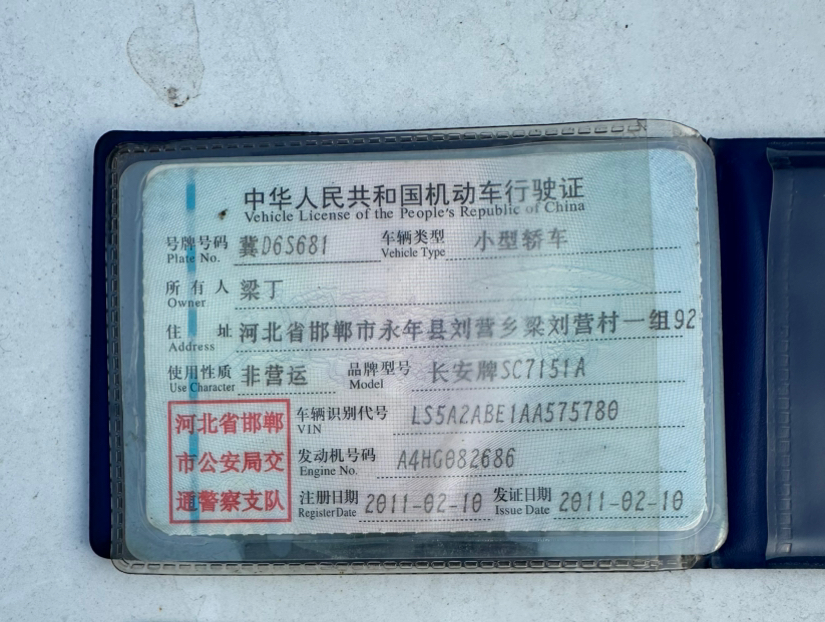 中华人民共和国机动车行驶证
Vehicle License of the People's Republic of China
号牌号码 冀D6S681 车辆类型 小型轿车
Plate No. Vehicle Type
所有人 梁丁
Owner
住址 河北省邯郸市永年县刘营乡梁刘营村一组92
Address
使用性质 非营运 品牌型号 长安牌SC7151A
Use Character Model
河北省邯郸
市公安局交
通警察支队
车辆识别代号 LS5A2ABE1AA575780
VIN
发动机号码 A4HG082686
Engine No.
注册日期 2011-02-10 发证日期 2011-02-10
Register Date Issue Date